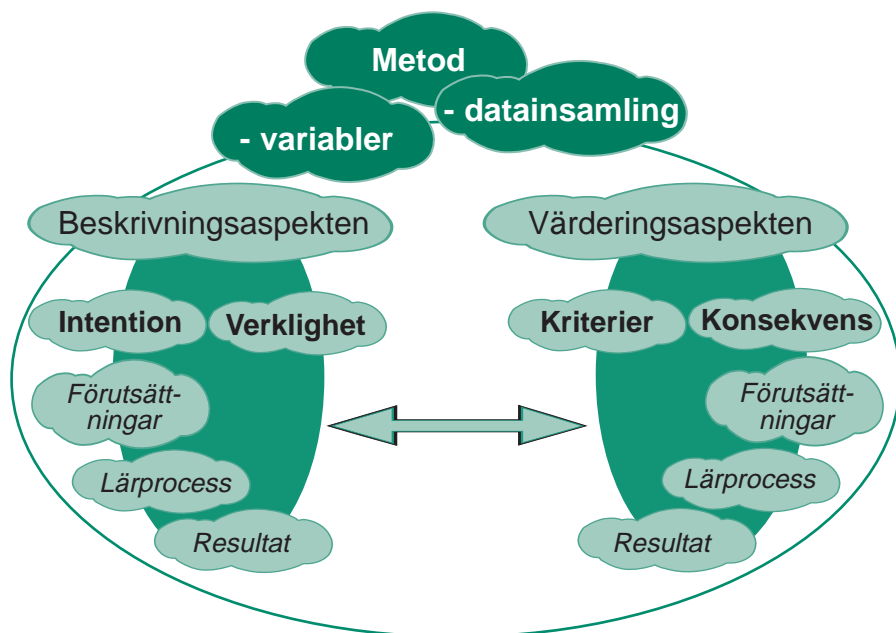 Metod
- datainsamling
- variabler
Beskrivningsaspekten
Värderingsaspekten
Intention
Verklighet
Kriterier
Konsekvens
Förutsätt-
ningar
Förutsätt-
ningar
Lärprocess
Lärprocess
Resultat
Resultat